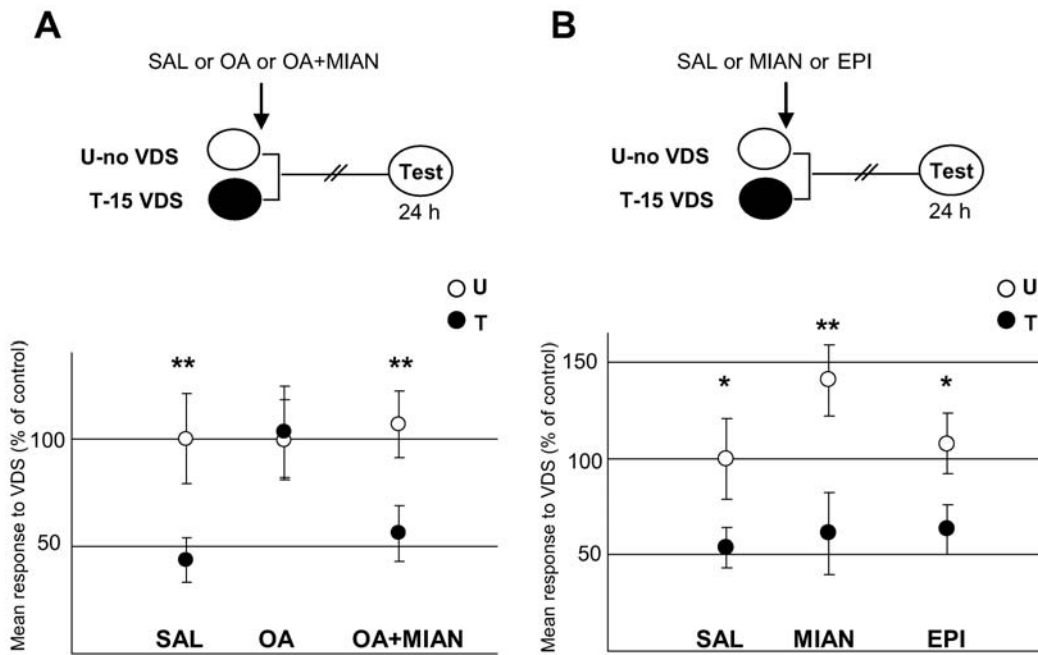 A
SAL or OA or OA+MIAN
U-no VDS
T-15 VDS
Test
24 h
U
T
Mean response to VDS (% of control)
**
**
100
50
SAL OA OA+MIAN
B
SAL or MIAN or EPI
U-no VDS
T-15 VDS
Test
24 h
U
T
Mean response to VDS (% of control)
150
**
*
*
100
50
SAL MIAN EPI